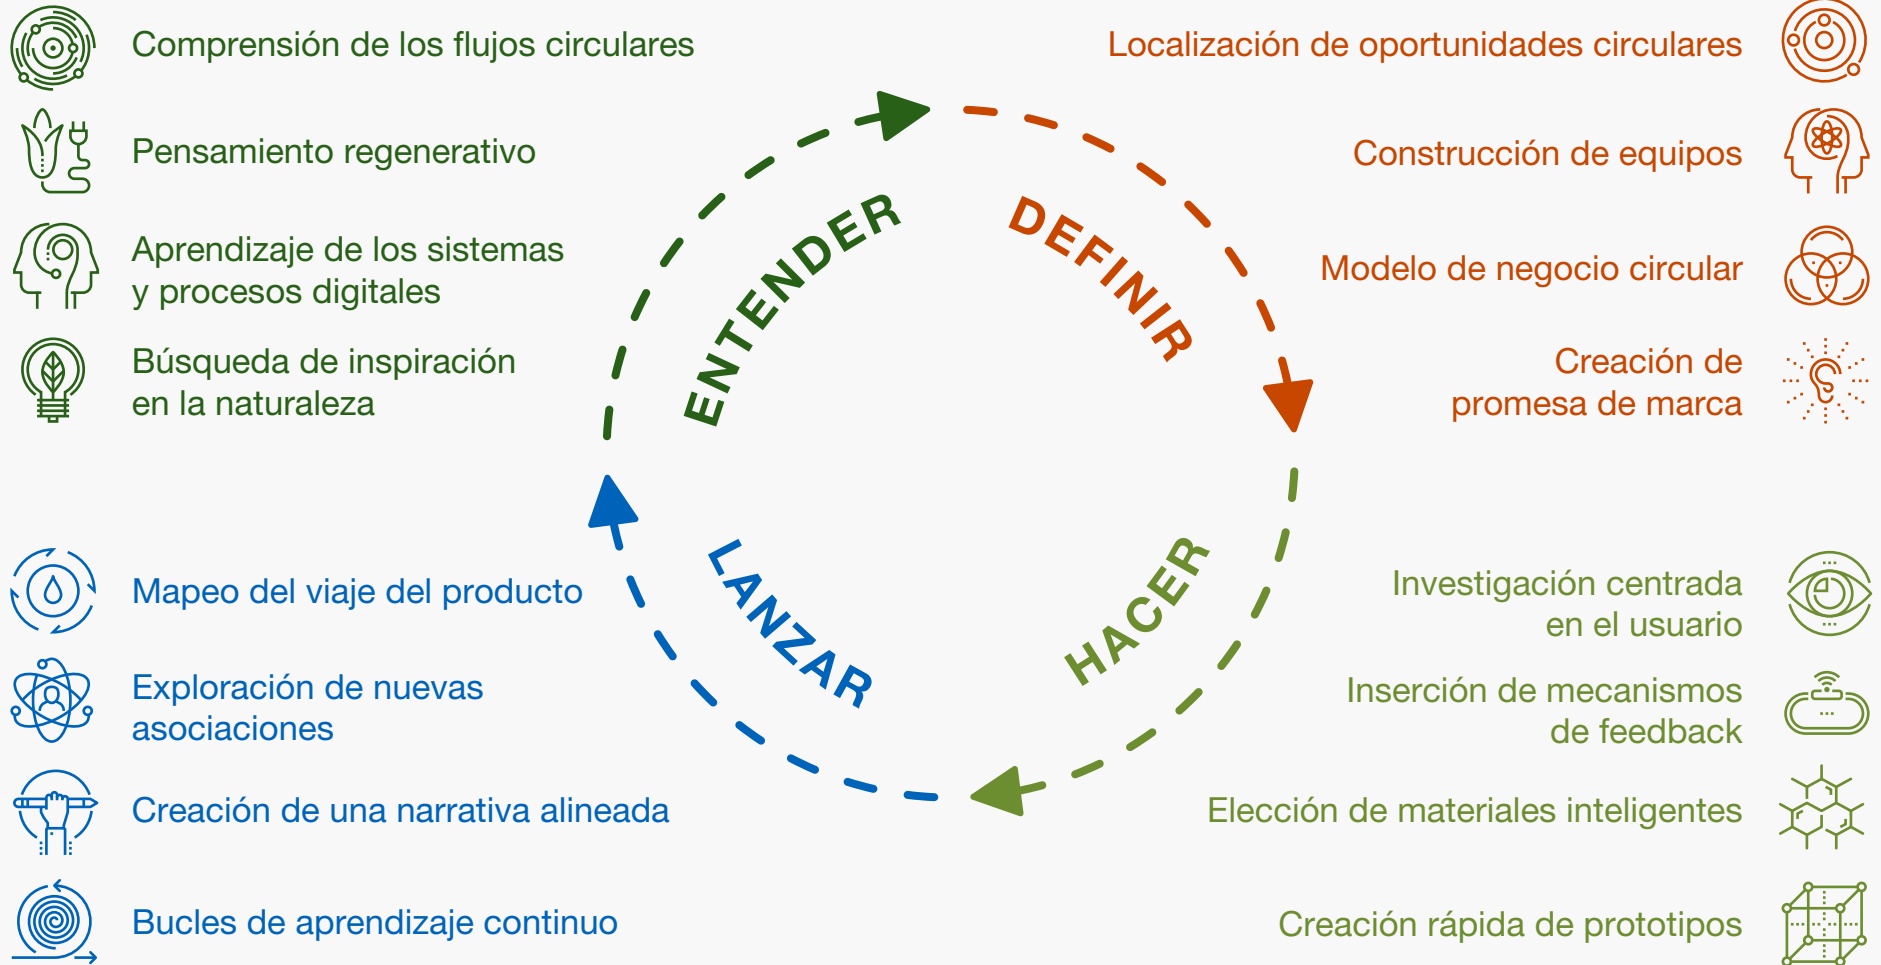 Comprensión de los flujos circulares
Pensamiento regenerativo
Aprendizaje de los sistemas
y procesos digitales
Búsqueda de inspiración
en la naturaleza
ENTENDER
Localización de oportunidades circulares
Construcción de equipos
Modelo de negocio circular
Creación de
promesa de marca
DEFINIR
Investigación centrada
en el usuario
Inserción de mecanismos
de feedback
Elección de materiales inteligentes
Creación rápida de prototipos
HACER
Mapeo del viaje del producto
Exploración de nuevas
asociaciones
Creación de una narrativa alineada
Bucles de aprendizaje continuo
LANZAR